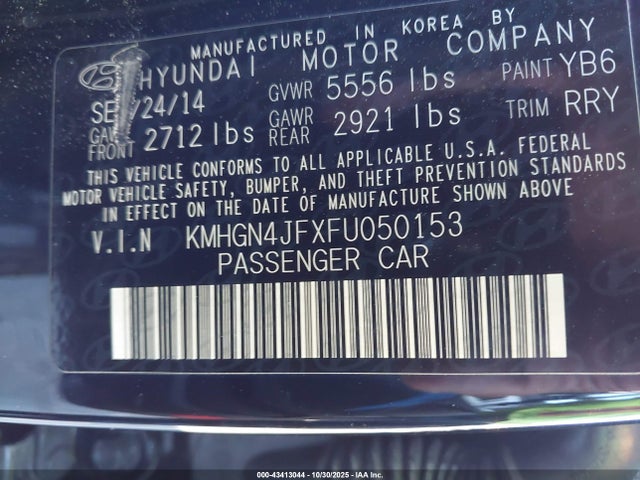 MANUFACTURED IN KOREA BY
HYUNDAI MOTOR COMPANY
SEP/24/14 GVWR 5556 lbs PAINT YB6
GAWR FRONT 2712 lbs GAWR REAR 2921 lbs TRIM RRY
THIS VEHICLE CONFORMS TO ALL APPLICABLE U.S.A. FEDERAL
MOTOR VEHICLE SAFETY, BUMPER, AND THEFT PREVENTION STANDARDS
IN EFFECT ON THE DATE OF MANUFACTURE SHOWN ABOVE
V.I.N KMHGN4JFXFU050153
PASSENGER CAR
000-43413044 • 10/30/2025 • IAA Inc.